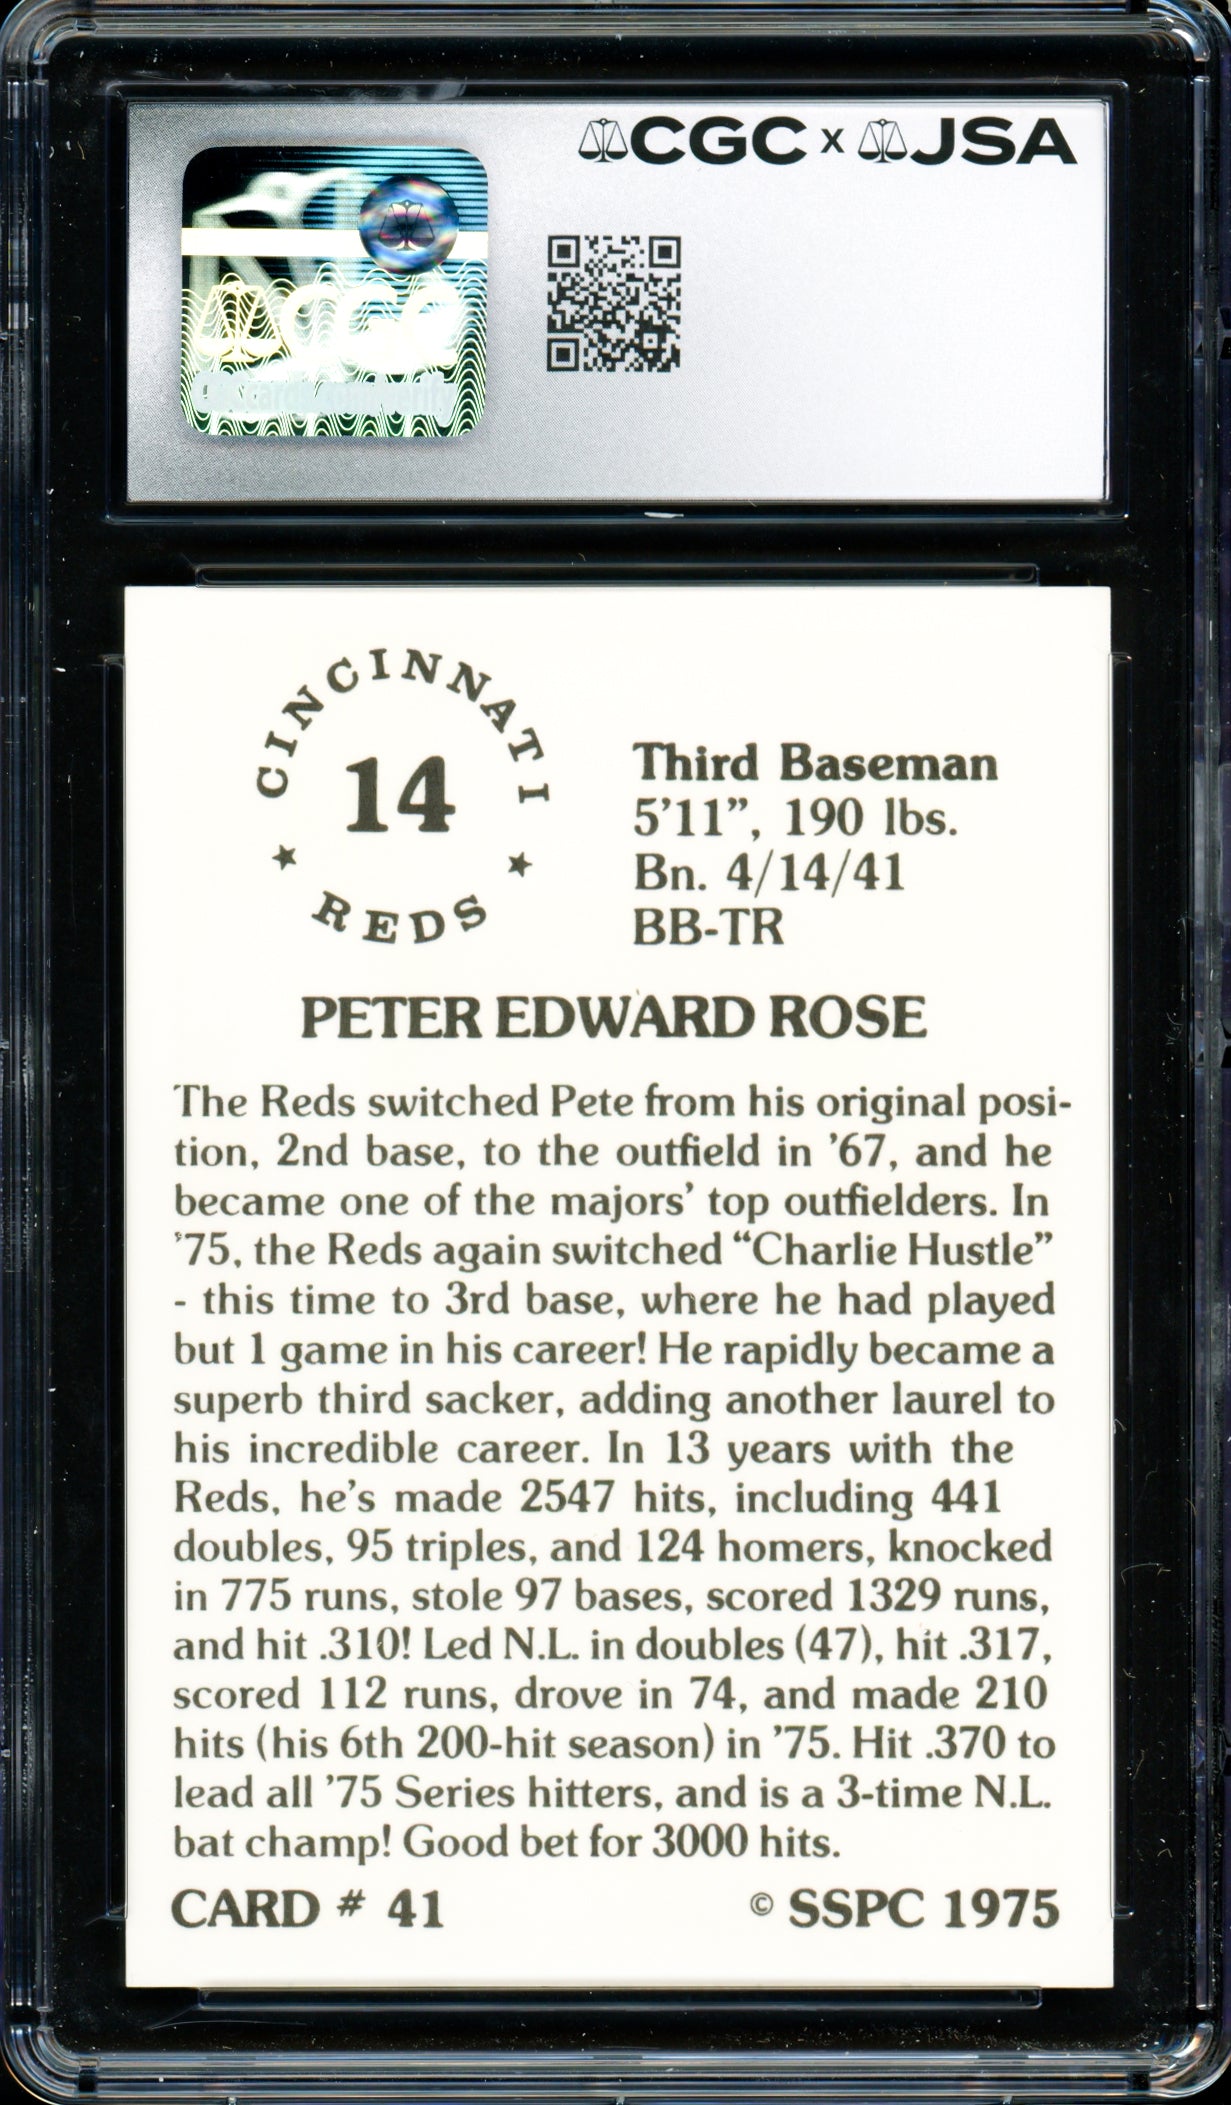 CGC x JSA
CGC
CINCINNATI
14
REDS
Third Baseman
5'11”, 190 lbs.
Bn. 4/14/41
BB-TR
PETER EDWARD ROSE
The Reds switched Pete from his original posi-
tion, 2nd base, to the outfield in ’67, and he
became one of the majors’ top outfielders. In
’75, the Reds again switched “Charlie Hustle”
- this time to 3rd base, where he had played
but 1 game in his career! He rapidly became a
superb third sacker, adding another laurel to
his incredible career. In 13 years with the
Reds, he’s made 2547 hits, including 441
doubles, 95 triples, and 124 homers, knocked
in 775 runs, stole 97 bases, scored 1329 runs,
and hit .310! Led N.L. in doubles (47), hit .317,
scored 112 runs, drove in 74, and made 210
hits (his 6th 200-hit season) in ’75. Hit .370 to
lead all ’75 Series hitters, and is a 3-time N.L.
bat champ! Good bet for 3000 hits.
CARD # 41 © SSPC 1975